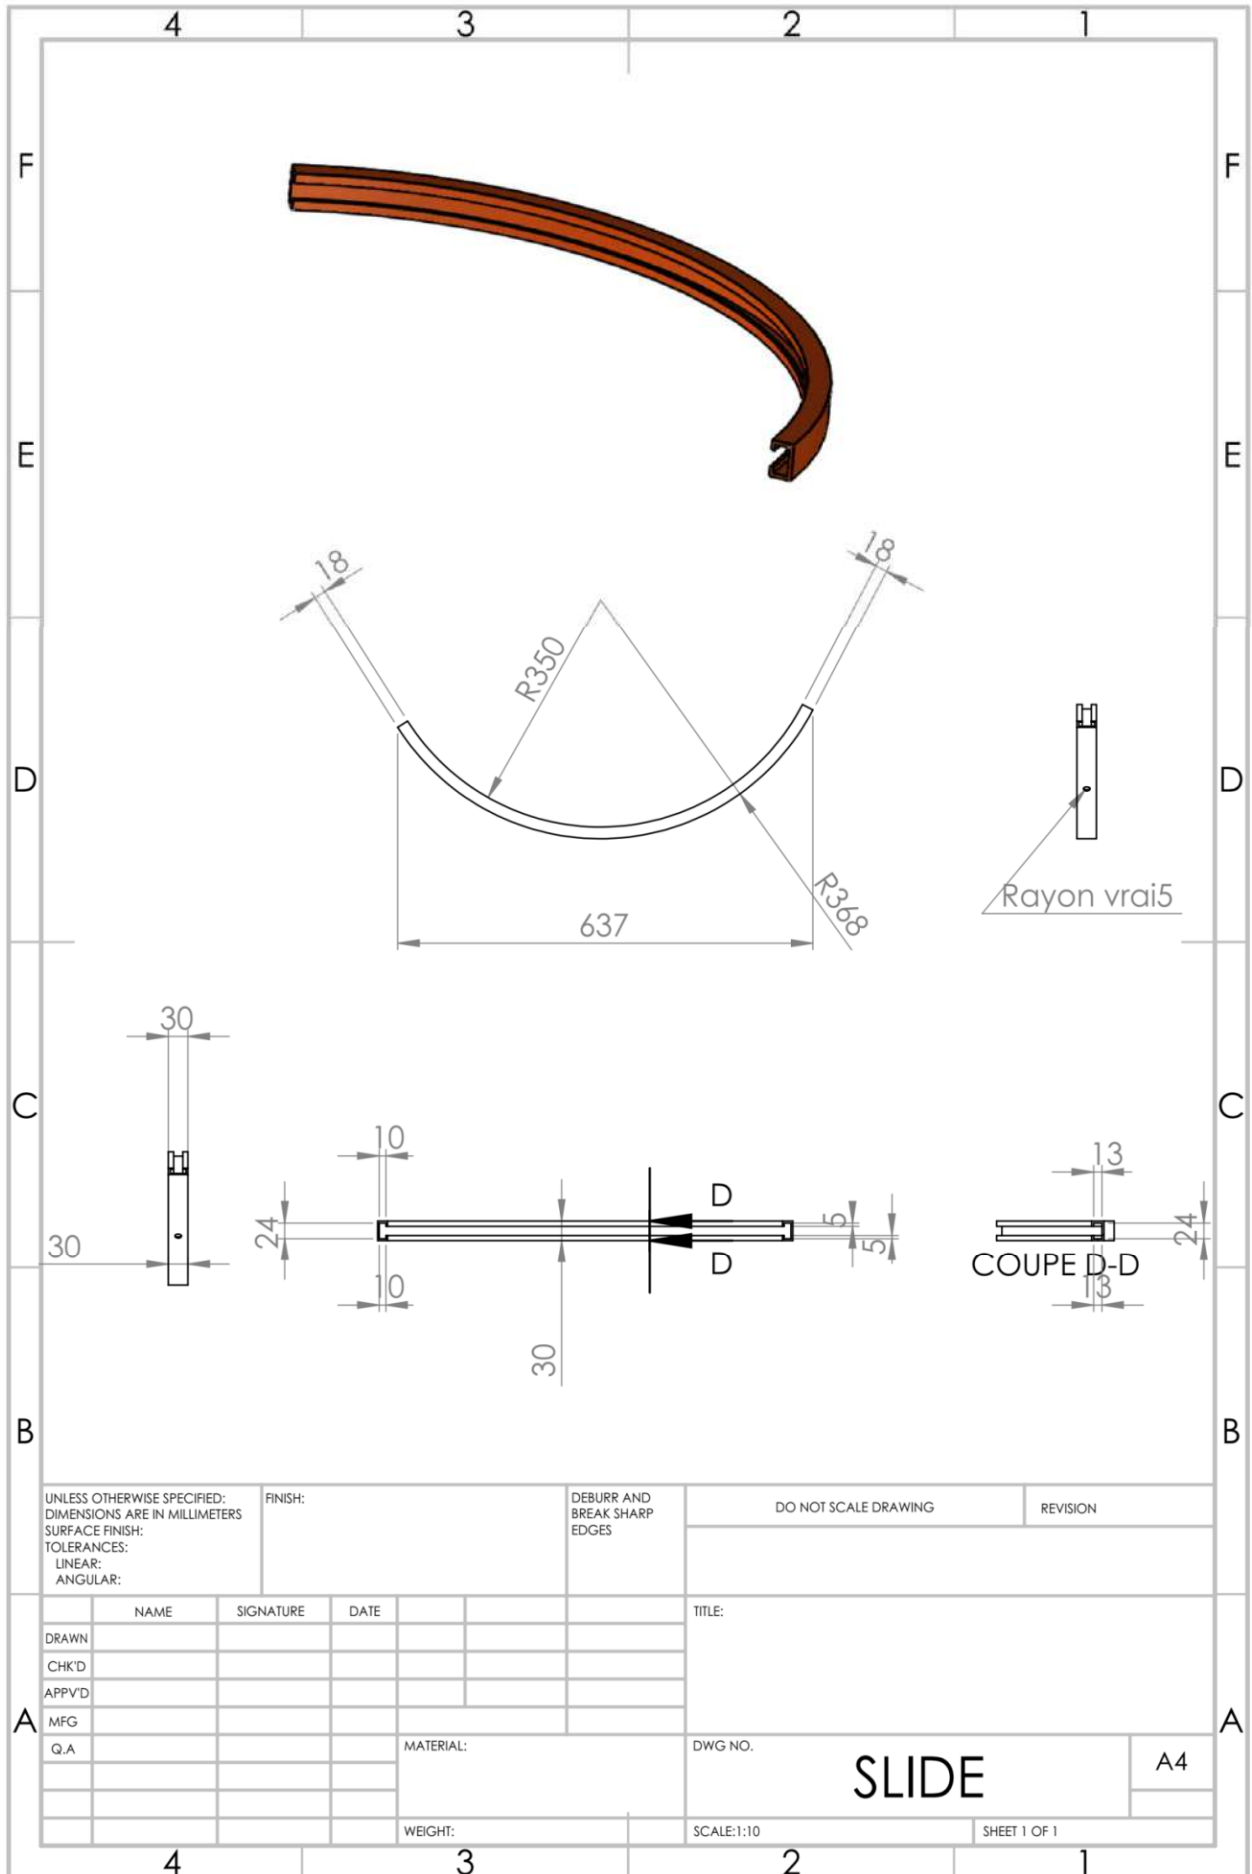 4 3 2 1
F F
E E
18 18
R350
D D
Rayon vrai5
R368
637
30
C C
10 13
D
24 5 24
30 5
D
COUPE D-D
10 13
30
B B
UNLESS OTHERWISE SPECIFIED:
DIMENSIONS ARE IN MILLIMETERS
SURFACE FINISH:
TOLERANCES:
LINEAR:
ANGULAR:
FINISH:
DEBURR AND
BREAK SHARP
EDGES
DO NOT SCALE DRAWING
REVISION
NAME SIGNATURE DATE
TITLE:
DRAWN
CHK'D
APPV'D
A MFG A
Q.A
MATERIAL:
DWG NO.
SLIDE
A4
WEIGHT:
SCALE:1:10
SHEET 1 OF 1
4 3 2 1